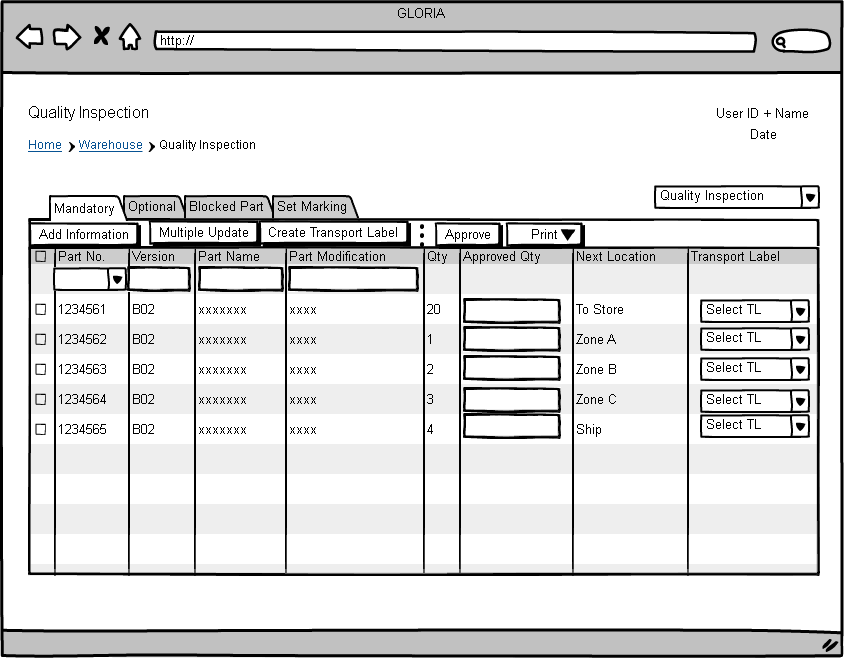 GLORIA
http://
Quality Inspection
User ID + Name
Date
Home Warehouse Quality Inspection
Quality Inspection
Mandatory Optional Blocked Part Set Marking
Add Information Multiple Update Create Transport Label Approve Print
Part No. Version Part Name Part Modification Qty Approved Qty Next Location Transport Label
1234561 B02 xxxxxxx xxxx 20 To Store Select TL
1234562 B02 xxxxxxx xxxx 1 Zone A Select TL
1234563 B02 xxxxxxx xxxx 2 Zone B Select TL
1234564 B02 xxxxxxx xxxx 3 Zone C Select TL
1234565 B02 xxxxxxx xxxx 4 Ship Select TL